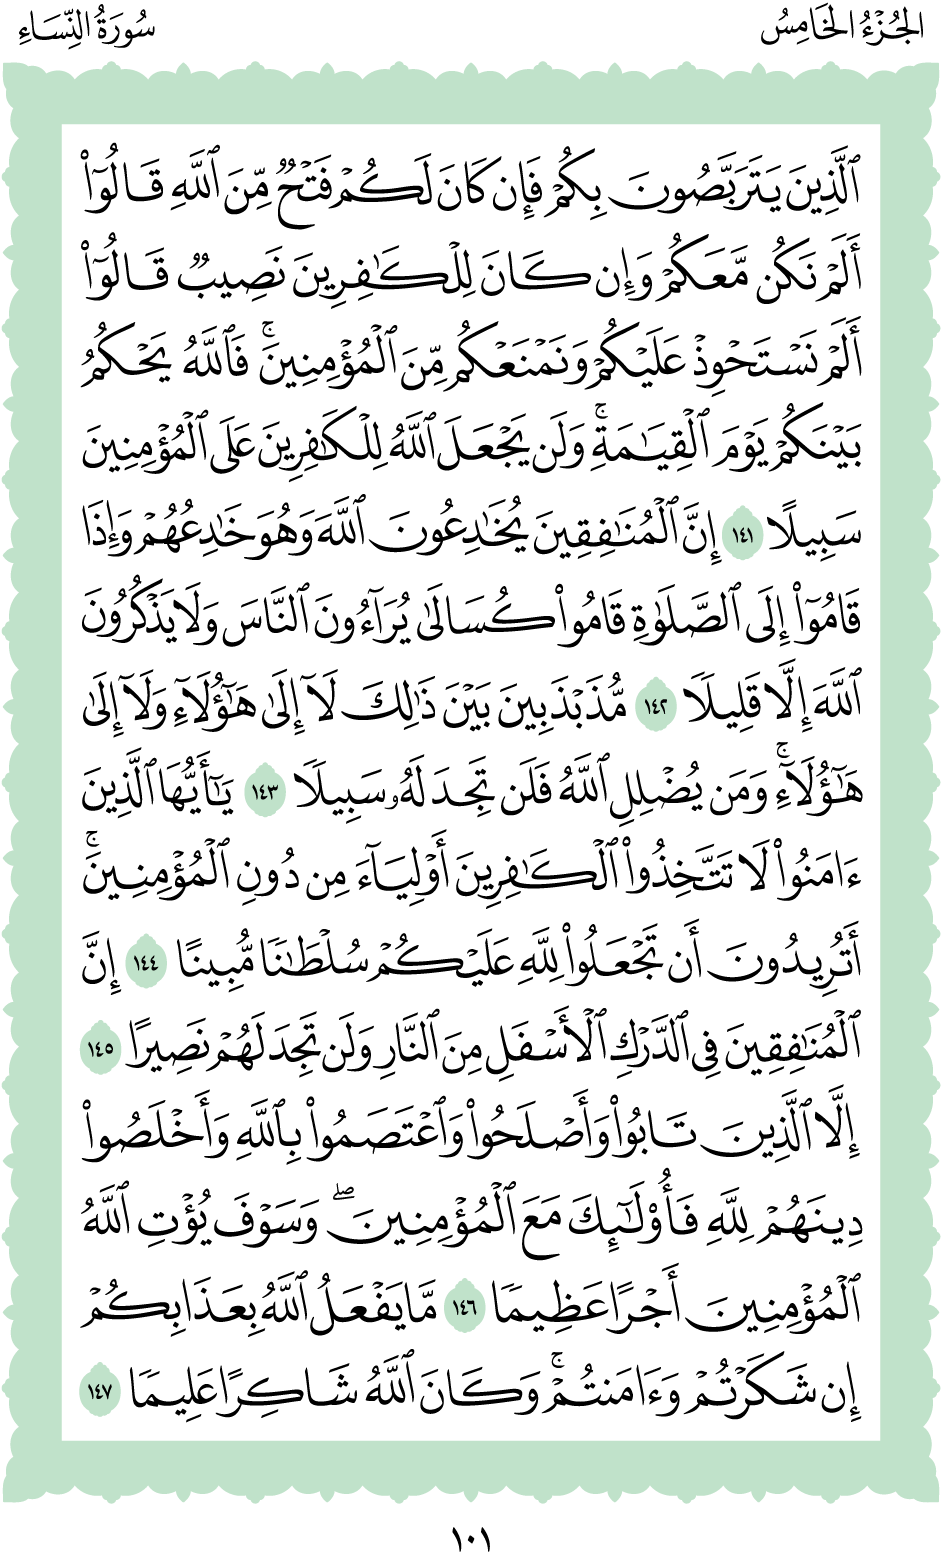 الجُزْءُ الخَامِسُ
سُورَةُ النِّسَاءِ
ٱلَّذِينَ يَتَرَبَّصُونَ بِكُمْ فَإِن كَانَ لَكُمْ فَتْحٌ مِّنَ ٱللَّهِ قَالُوٓا۟
أَلَمْ نَكُن مَّعَكُمْ وَإِن كَانَ لِلْكَـٰفِرِينَ نَصِيبٌ قَالُوٓا۟
أَلَمْ نَسْتَحْوِذْ عَلَيْكُمْ وَنَمْنَعْكُم مِّنَ ٱلْمُؤْمِنِينَۚ فَٱللَّهُ يَحْكُمُ
بَيْنَكُمْ يَوْمَ ٱلْقِيَـٰمَةِۚ وَلَن يَجْعَلَ ٱللَّهُ لِلْكَـٰفِرِينَ عَلَى ٱلْمُؤْمِنِينَ
سَبِيلًا ١٤١ إِنَّ ٱلْمُنَـٰفِقِينَ يُخَـٰدِعُونَ ٱللَّهَ وَهُوَ خَـٰدِعُهُمْ وَإِذَا
قَامُوٓا۟ إِلَى ٱلصَّلَوٰةِ قَامُوا۟ كُسَالَىٰ يُرَآءُونَ ٱلنَّاسَ وَلَا يَذْكُرُونَ
ٱللَّهَ إِلَّا قَلِيلًا ١٤٢ مُّذَبْذَبِينَ بَيْنَ ذَٰلِكَ لَآ إِلَىٰ هَـٰٓؤُلَآءِ وَلَآ إِلَىٰ
هَـٰٓؤُلَآءِۚ وَمَن يُضْلِلِ ٱللَّهُ فَلَن تَجِدَ لَهُۥ سَبِيلًا ١٤٣ يَـٰٓأَيُّهَا ٱلَّذِينَ
ءَامَنُوا۟ لَا تَتَّخِذُوا۟ ٱلْكَـٰفِرِينَ أَوْلِيَآءَ مِن دُونِ ٱلْمُؤْمِنِينَۚ
أَتُرِيدُونَ أَن تَجْعَلُوا۟ لِلَّهِ عَلَيْكُمْ سُلْطَـٰنًا مُّبِينًا ١٤٤ إِنَّ
ٱلْمُنَـٰفِقِينَ فِى ٱلدَّرْكِ ٱلْأَسْفَلِ مِنَ ٱلنَّارِ وَلَن تَجِدَ لَهُمْ نَصِيرًا ١٤٥
إِلَّا ٱلَّذِينَ تَابُوا۟ وَأَصْلَحُوا۟ وَٱعْتَصَمُوا۟ بِٱللَّهِ وَأَخْلَصُوا۟
دِينَهُمْ لِلَّهِ فَأُو۟لَـٰٓئِكَ مَعَ ٱلْمُؤْمِنِينَۖ وَسَوْفَ يُؤْتِ ٱللَّهُ
ٱلْمُؤْمِنِينَ أَجْرًا عَظِيمًا ١٤٦ مَّا يَفْعَلُ ٱللَّهُ بِعَذَابِكُمْ
إِن شَكَرْتُمْ وَءَامَنتُمْۚ وَكَانَ ٱللَّهُ شَاكِرًا عَلِيمًا ١٤٧
١٠١